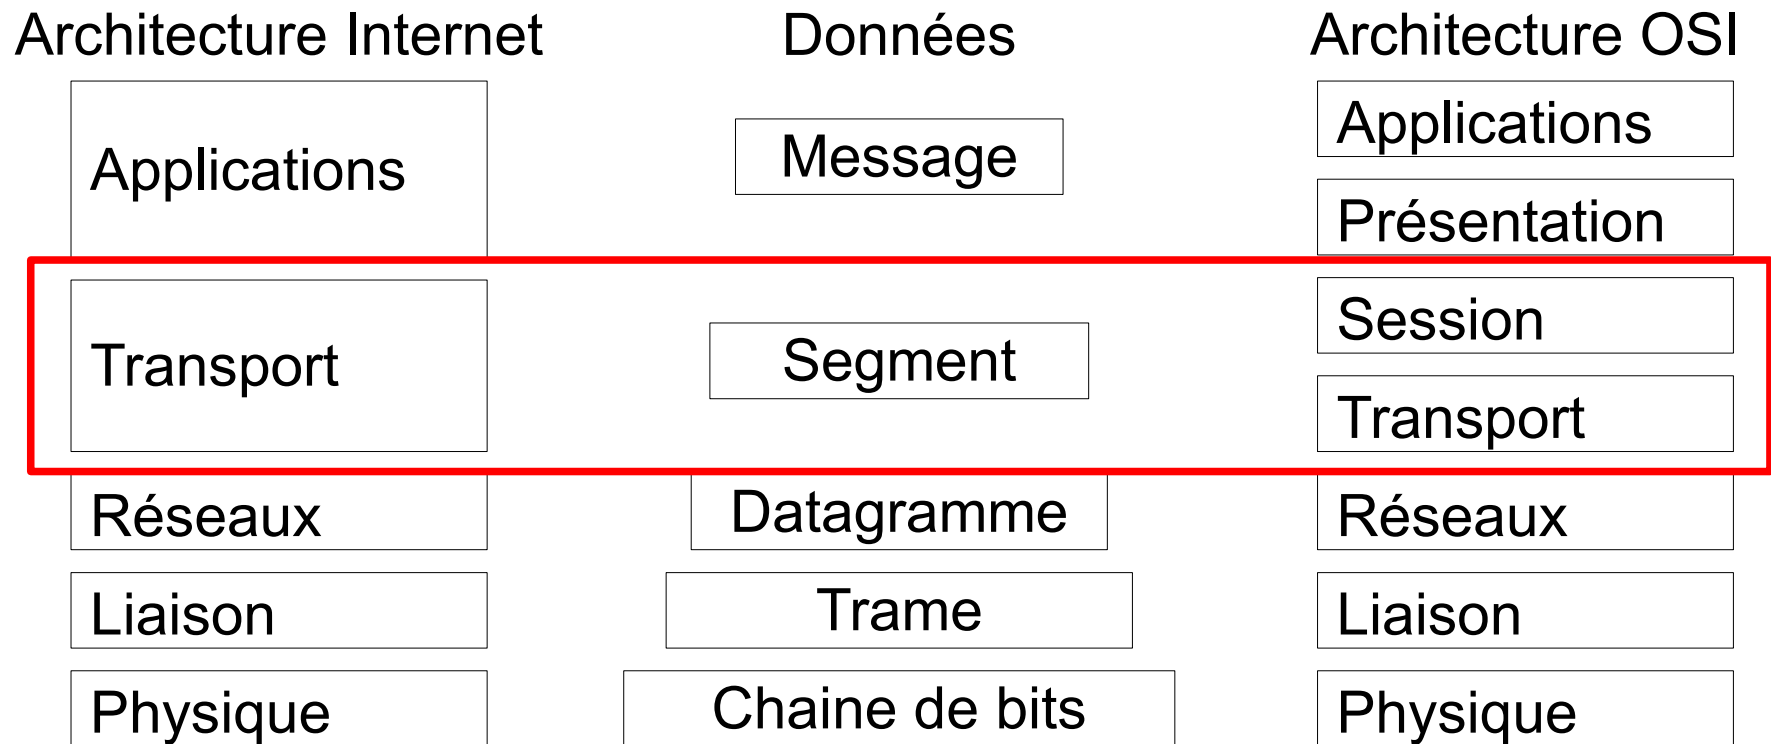 Architecture Internet
Données
Architecture OSI
Applications
Message
Applications
Présentation
Transport
Segment
Session
Transport
Réseaux
Datagramme
Réseaux
Liaison
Trame
Liaison
Physique
Chaine de bits
Physique